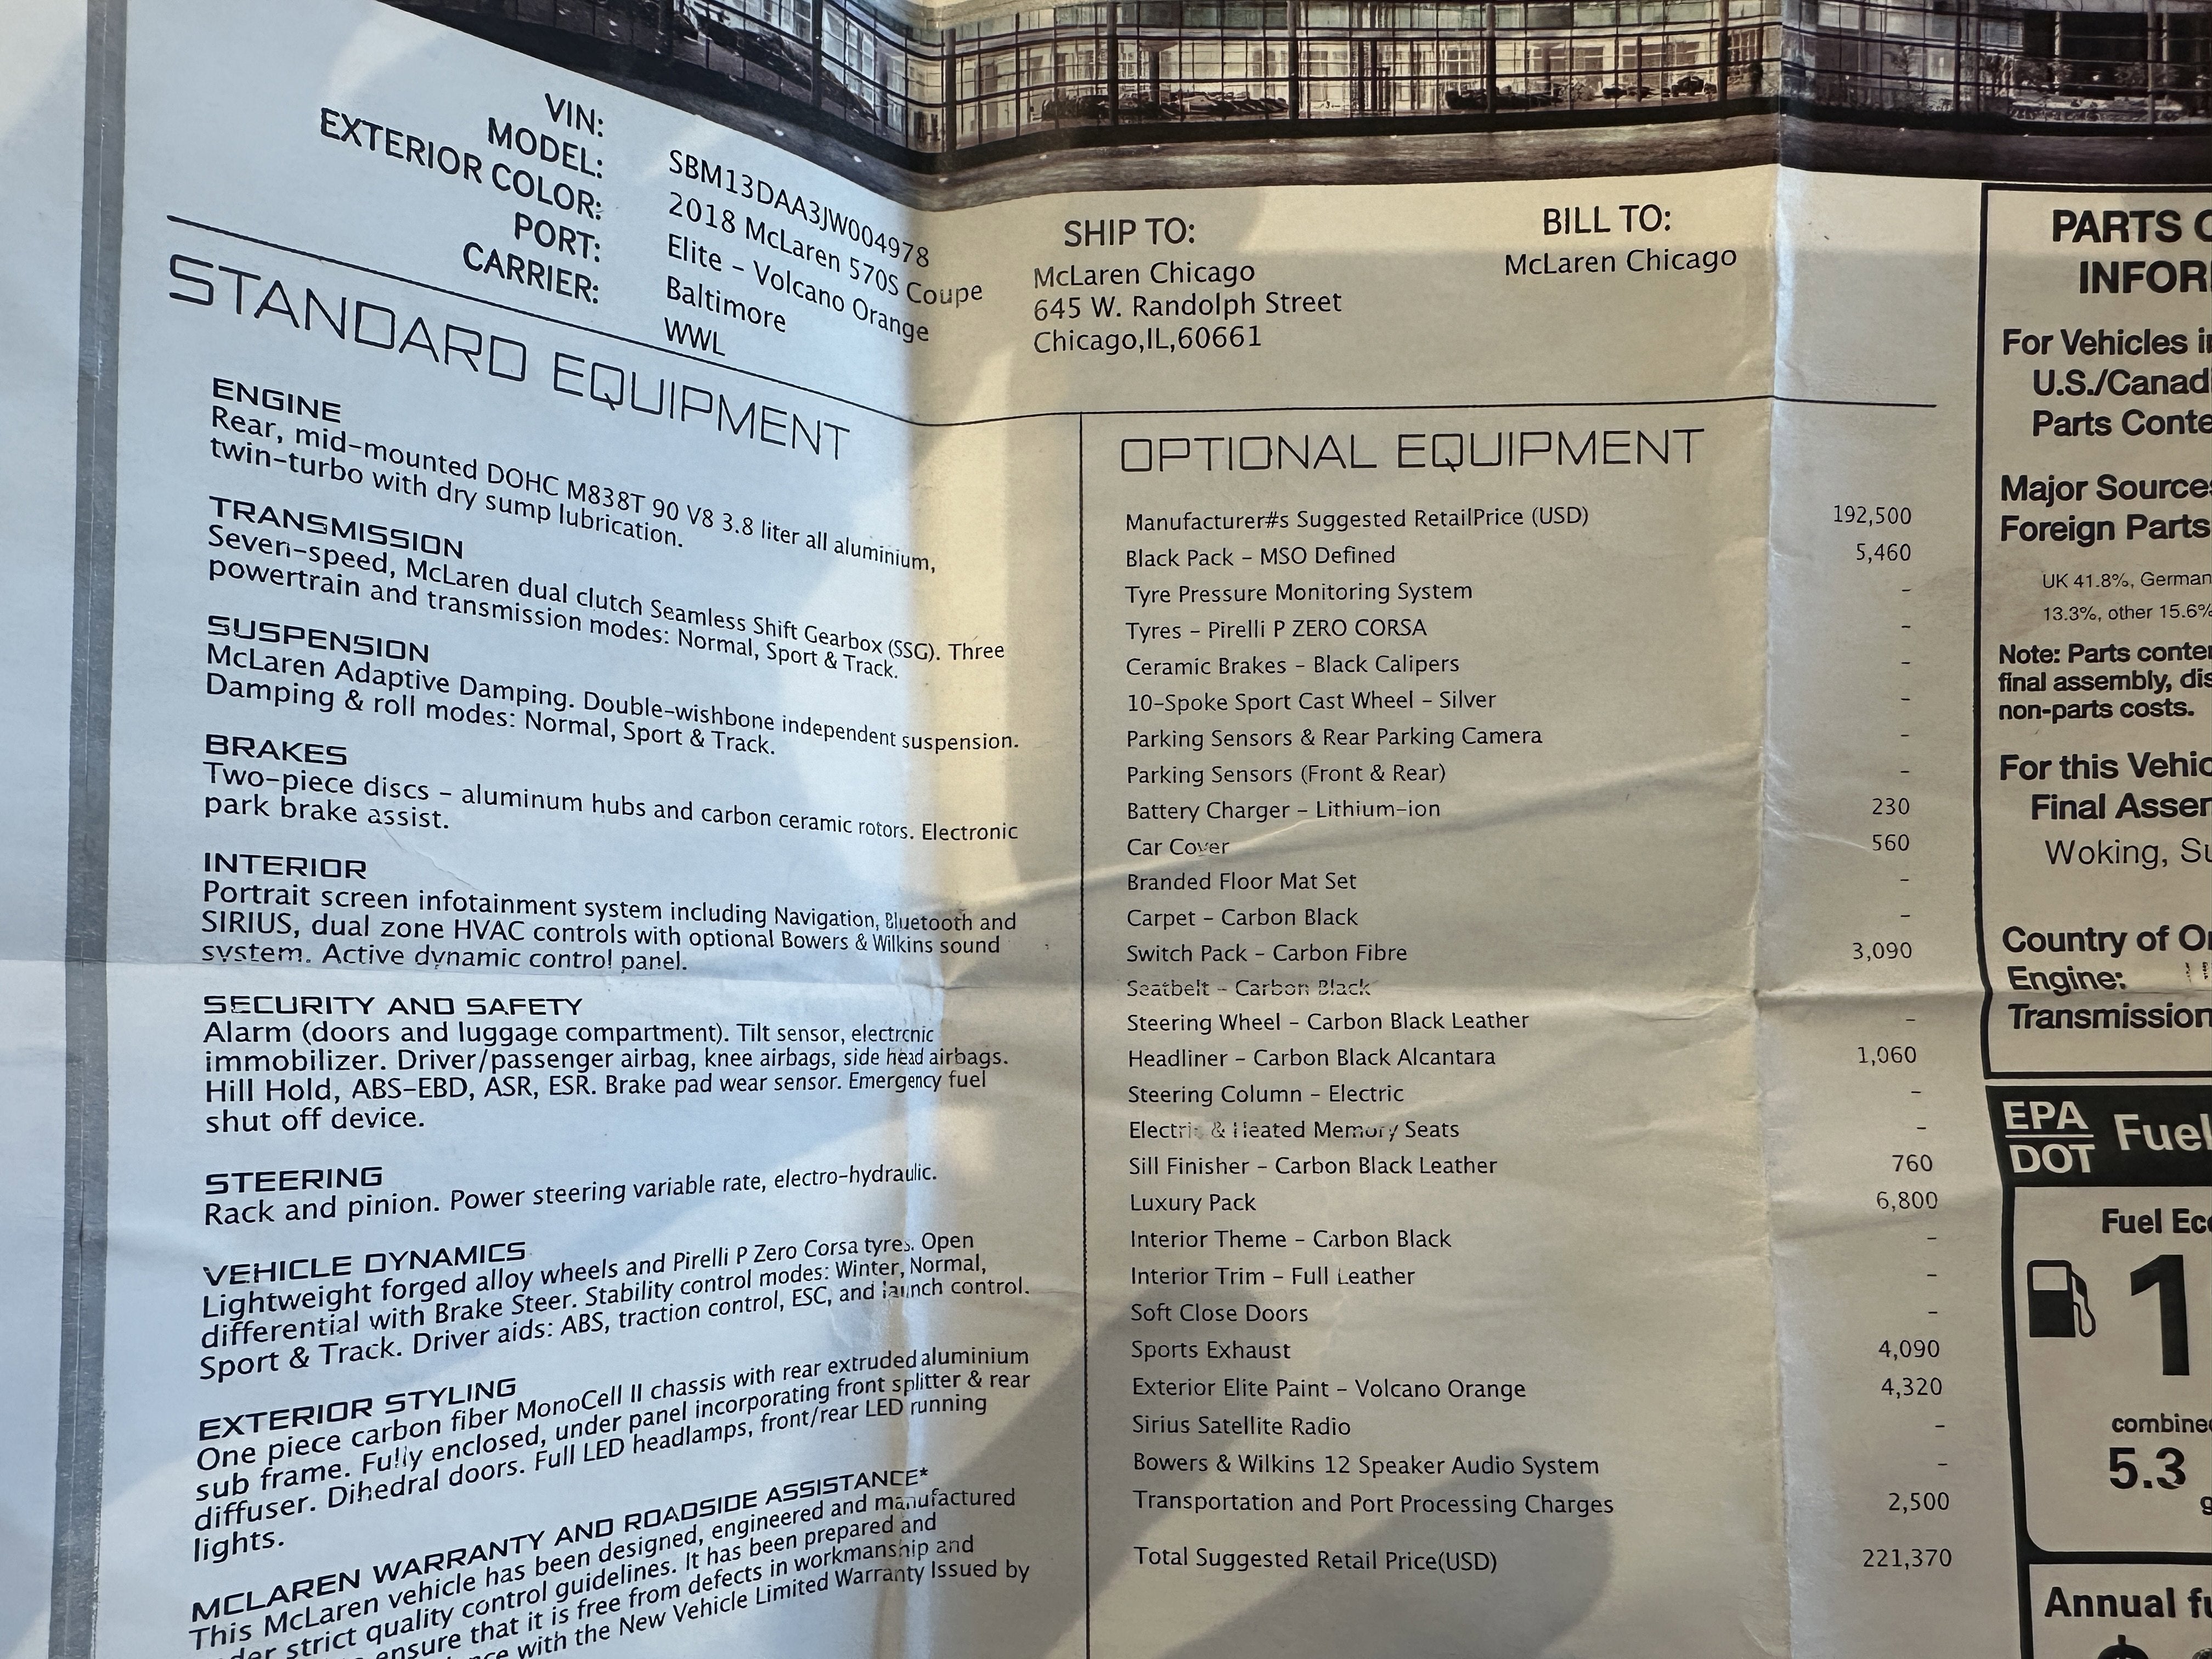 VIN: SBM13DAA3JW004978
MODEL: 2018 McLaren 570S Coupe
EXTERIOR COLOR: Elite - Volcano Orange
PORT: Baltimore
CARRIER: WWL
SHIP TO:
McLaren Chicago
645 W. Randolph Street
Chicago,IL,60661
BILL TO:
McLaren Chicago
STANDARD EQUIPMENT
ENGINE
Rear, mid-mounted DOHC M838T 90 V8 3.8 liter all aluminium,
twin-turbo with dry sump lubrication.
TRANSMISSION
Seven-speed, McLaren dual clutch Seamless Shift Gearbox (SSG). Three
powertrain and transmission modes: Normal, Sport & Track.
SUSPENSION
McLaren Adaptive Damping. Double-wishbone independent suspension.
Damping & roll modes: Normal, Sport & Track.
BRAKES
Two-piece discs - aluminum hubs and carbon ceramic rotors. Electronic
park brake assist.
INTERIOR
Portrait screen infotainment system including Navigation, Bluetooth and
SIRIUS, dual zone HVAC controls with optional Bowers & Wilkins sound
system. Active dynamic control panel.
SECURITY AND SAFETY
Alarm (doors and luggage compartment). Tilt sensor, electronic
immobilizer. Driver/passenger airbag, knee airbags, side head airbags.
Hill Hold, ABS-EBD, ASR, ESR. Brake pad wear sensor. Emergency fuel
shut off device.
STEERING
Rack and pinion. Power steering variable rate, electro-hydraulic.
VEHICLE DYNAMICS
Lightweight forged alloy wheels and Pirelli P Zero Corsa tyres. Open
differential with Brake Steer. Stability control modes: Winter, Normal,
Sport & Track. Driver aids: ABS, traction control, ESC, and launch control.
EXTERIOR STYLING
One piece carbon fiber MonoCell II chassis with rear extruded aluminium
sub frame. Fully enclosed, under panel incorporating front splitter & rear
diffuser. Dihedral doors. Full LED headlamps, front/rear LED running
lights.
MCLAREN WARRANTY AND ROADSIDE ASSISTANCE*
This McLaren vehicle has been designed, engineered and manufactured
strict quality control guidelines. It has been prepared and
ensure that it is free from defects in workmanship and
with the New Vehicle Limited Warranty Issued by
OPTIONAL EQUIPMENT
Manufacturer#s Suggested RetailPrice (USD) 192,500
Black Pack - MSO Defined 5,460
Tyre Pressure Monitoring System -
Tyres - Pirelli P ZERO CORSA -
Ceramic Brakes - Black Calipers -
10-Spoke Sport Cast Wheel - Silver -
Parking Sensors & Rear Parking Camera -
Parking Sensors (Front & Rear) -
Battery Charger - Lithium-ion 230
Car Cover 560
Branded Floor Mat Set -
Carpet - Carbon Black -
Switch Pack - Carbon Fibre 3,090
Seatbelt - Carbon Black
Steering Wheel - Carbon Black Leather -
Headliner - Carbon Black Alcantara 1,060
Steering Column - Electric -
Electric & Heated Memory Seats -
Sill Finisher - Carbon Black Leather 760
Luxury Pack 6,800
Interior Theme - Carbon Black -
Interior Trim - Full Leather -
Soft Close Doors -
Sports Exhaust 4,090
Exterior Elite Paint - Volcano Orange 4,320
Sirius Satellite Radio -
Bowers & Wilkins 12 Speaker Audio System -
Transportation and Port Processing Charges 2,500
Total Suggested Retail Price(USD) 221,370
PARTS
INFOR
For Vehicles
U.S./Canad
Parts Conte
Major Sources
Foreign Parts
UK 41.8%, German
13.3%, other 15.6%
Note: Parts conte
final assembly, dis
non-parts costs.
For this Vehic
Final Asser
Woking, Su
Country of Or
Engine:
Transmission
EPA
DOT Fuel
Fuel Eco
1
combined
5.3
g
Annual fu